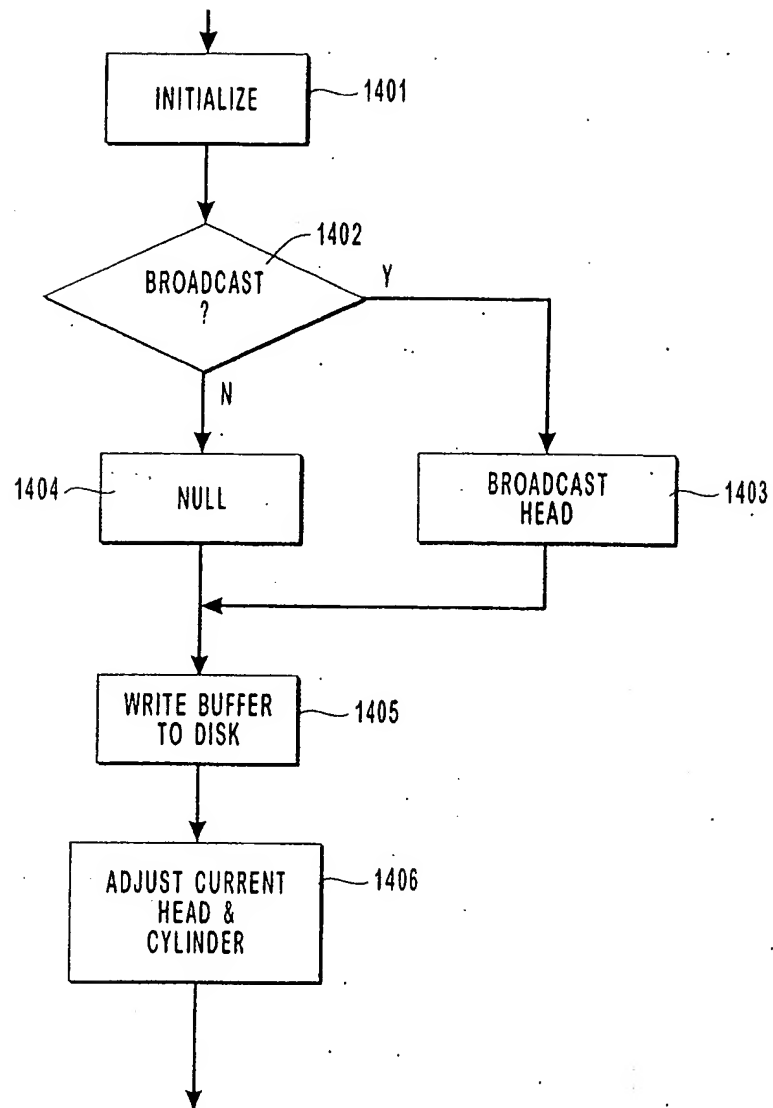 INITIALIZE
1401
1402
BROADCAST
?
Y
N
1404
NULL
BROADCAST
HEAD
1403
WRITE BUFFER
TO DISK
1405
ADJUST CURRENT
HEAD &
CYLINDER
1406